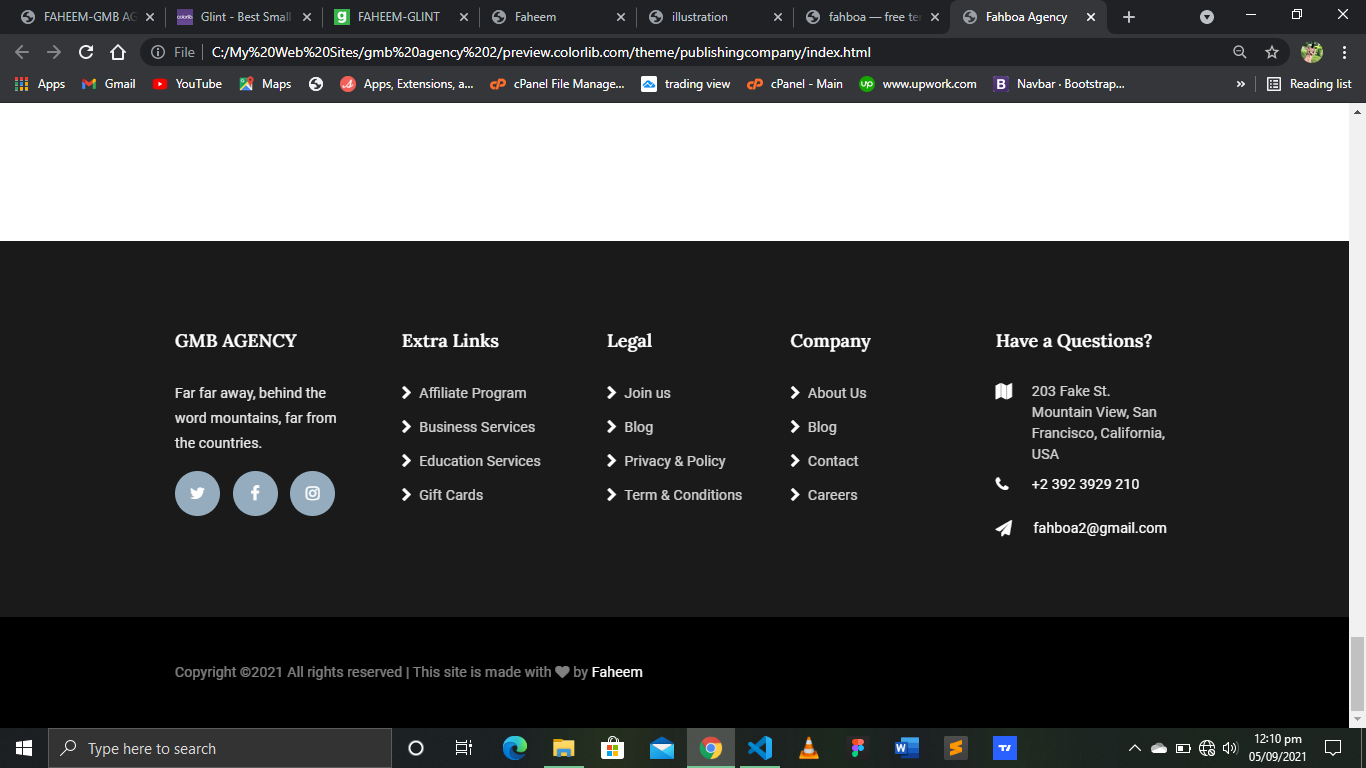 FAHEEM-GMB AG
Glint - Best Small
FAHEEM-GLINT
Faheem
illustration
fahboa — free te
Fahboa Agency
File
C:/My%20Web%20Sites/gmb%20agency%202/preview.colorlib.com/theme/publishingcompany/index.html
Apps
Gmail
YouTube
Maps
Apps, Extensions, a...
cPanel File Manage...
trading view
cPanel - Main
www.upwork.com
Navbar · Bootstrap...
»
Reading list
GMB AGENCY
Far far away, behind the
word mountains, far from
the countries.
Extra Links
Affiliate Program
Business Services
Education Services
Gift Cards
Legal
Join us
Blog
Privacy & Policy
Term & Conditions
Company
About Us
Blog
Contact
Careers
Have a Questions?
203 Fake St.
Mountain View, San
Francisco, California,
USA
+2 392 3929 210
fahboa2@gmail.com
Copyright ©2021 All rights reserved | This site is made with ♥ by Faheem
Type here to search
12:10 pm
05/09/2021